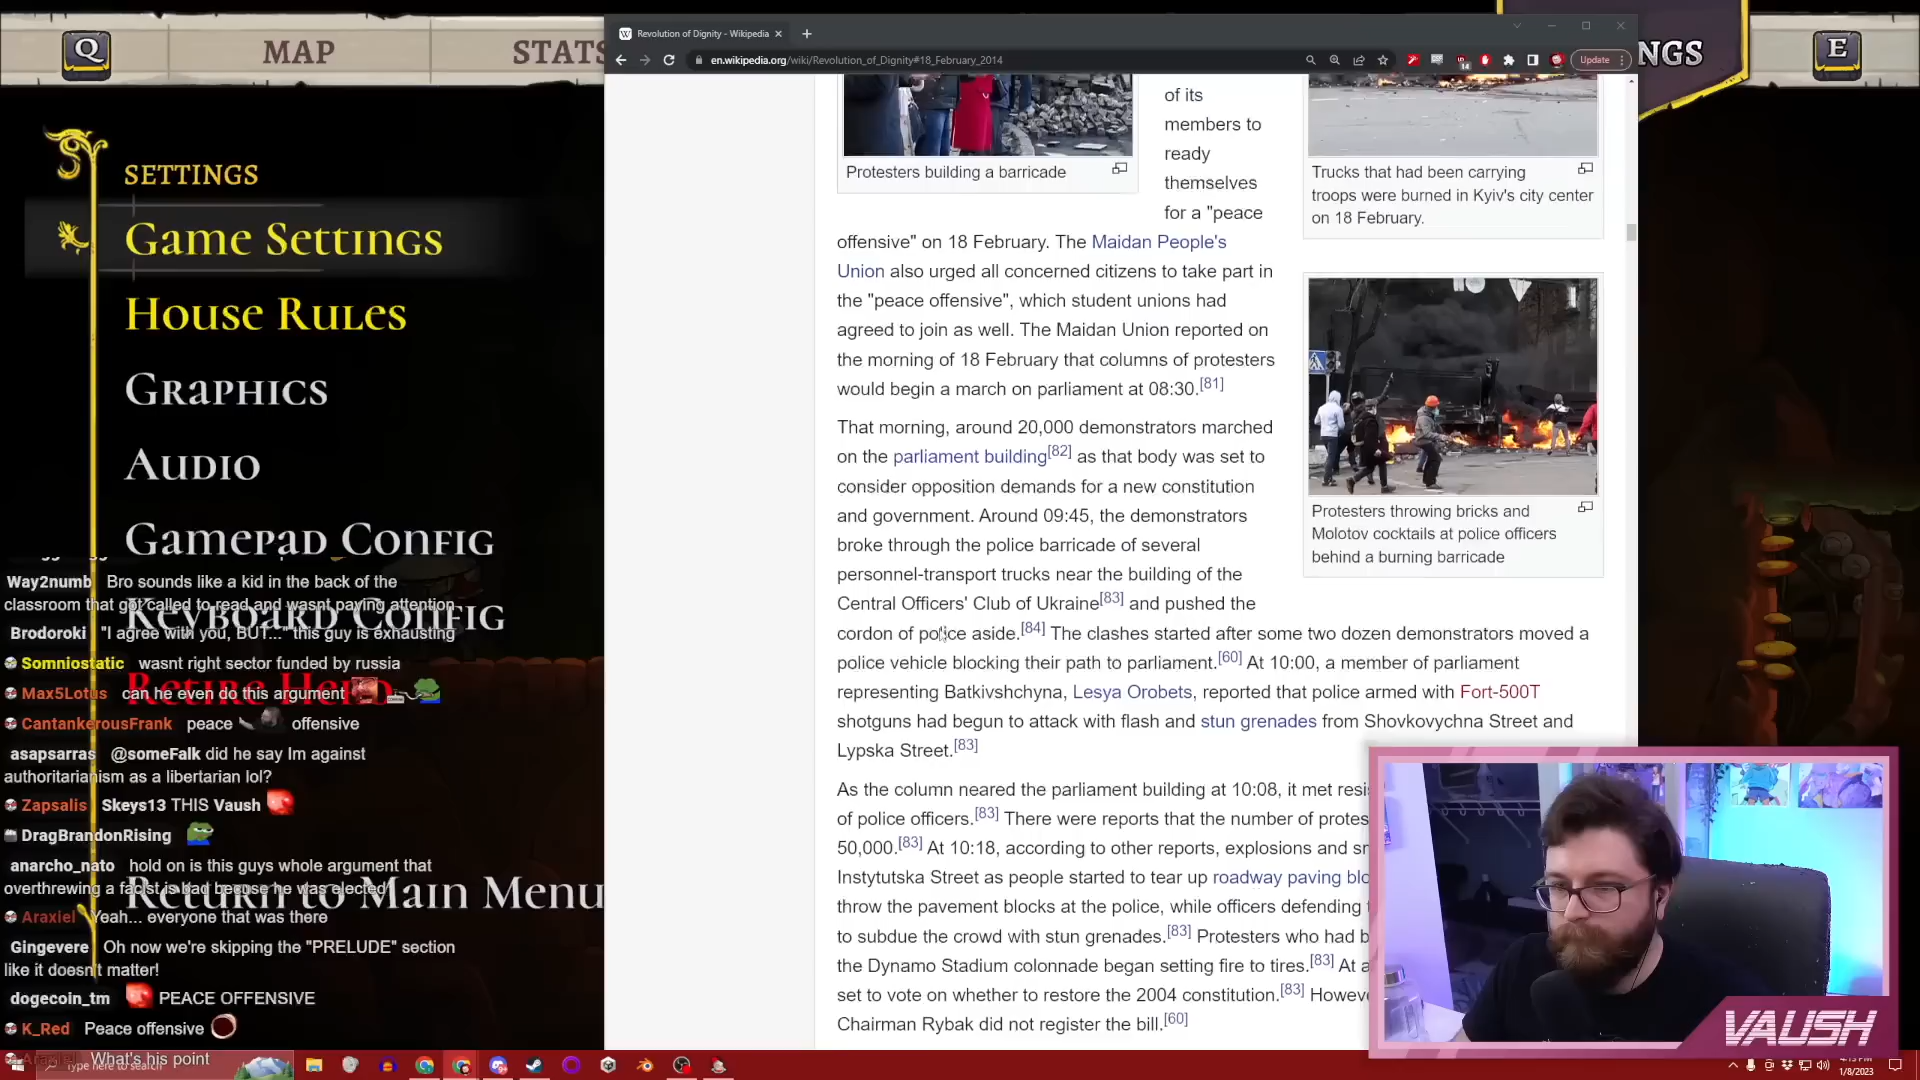 Q
MAP
STATS
NGS
E
Revolution of Dignity - Wikipedia
en.wikipedia.org/wiki/Revolution_of_Dignity#18_February_2014
14
Update
SETTINGS
Game Settings
House Rules
Graphics
Audio
Gamepad Config
Keyboard Config
Retire Hero
Return to Main Menu
Way2numb Bro sounds like a kid in the back of the
classroom that got called to read and wasnt paying attention
Brodoroki "I agree with you, BUT..." this guy is exhausting
Somniostatic wasnt right sector funded by russia
Max5Lotus can he even do this argument
CantankerousFrank peace offensive
asapsarras @someFalk did he say Im against
authoritarianism as a libertarian lol?
Zapsalis Skeys13 THIS Vaush
DragBrandonRising
anarcho_nato hold on is this guys whole argument that
overthrewing a facist is bad becuse he was elected
Araxiel Yeah... everyone that was there
Gingevere Oh now we're skipping the "PRELUDE" section
like it doesn't matter!
dogecoin_tm PEACE OFFENSIVE
K_Red Peace offensive
What's his point
Type here to search
Protesters building a barricade
of its
members to
ready
themselves
for a "peace
Trucks that had been carrying
troops were burned in Kyiv's city center
on 18 February.
offensive" on 18 February. The Maidan People's
Union also urged all concerned citizens to take part in
the "peace offensive", which student unions had
agreed to join as well. The Maidan Union reported on
the morning of 18 February that columns of protesters
would begin a march on parliament at 08:30.[81]
Protesters throwing bricks and
Molotov cocktails at police officers
behind a burning barricade
That morning, around 20,000 demonstrators marched
on the parliament building[82] as that body was set to
consider opposition demands for a new constitution
and government. Around 09:45, the demonstrators
broke through the police barricade of several
personnel-transport trucks near the building of the
Central Officers' Club of Ukraine[83] and pushed the
cordon of police aside.[84] The clashes started after some two dozen demonstrators moved a
police vehicle blocking their path to parliament.[60] At 10:00, a member of parliament
representing Batkivshchyna, Lesya Orobets, reported that police armed with Fort-500T
shotguns had begun to attack with flash and stun grenades from Shovkovychna Street and
Lypska Street.[83]
As the column neared the parliament building at 10:08, it met resi
of police officers.[83] There were reports that the number of protes
50,000.[83] At 10:18, according to other reports, explosions and sm
Instytutska Street as people started to tear up roadway paving blo
throw the pavement blocks at the police, while officers defending
to subdue the crowd with stun grenades.[83] Protesters who had b
the Dynamo Stadium colonnade began setting fire to tires.[83] At a
set to vote on whether to restore the 2004 constitution.[83] Howeve
Chairman Rybak did not register the bill.[60]
VAUSH
4:13 PM
1/8/2023